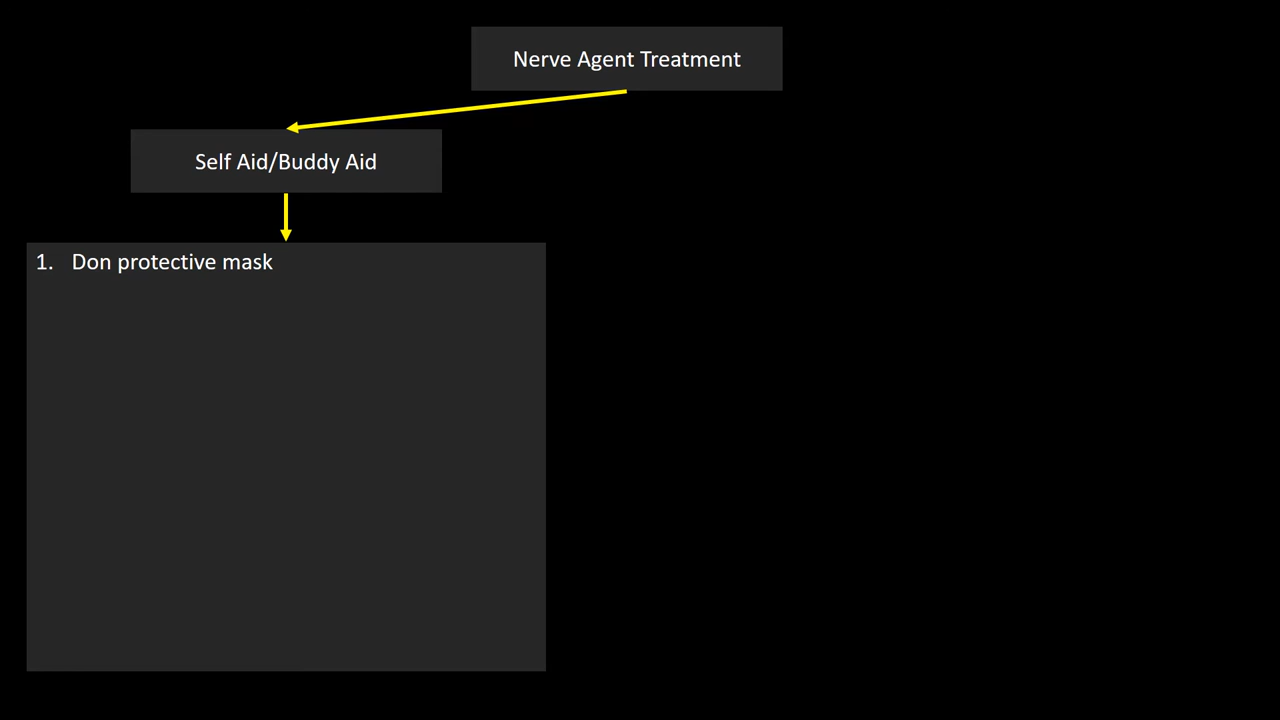 Nerve Agent Treatment
Self Aid/Buddy Aid
1. Don protective mask